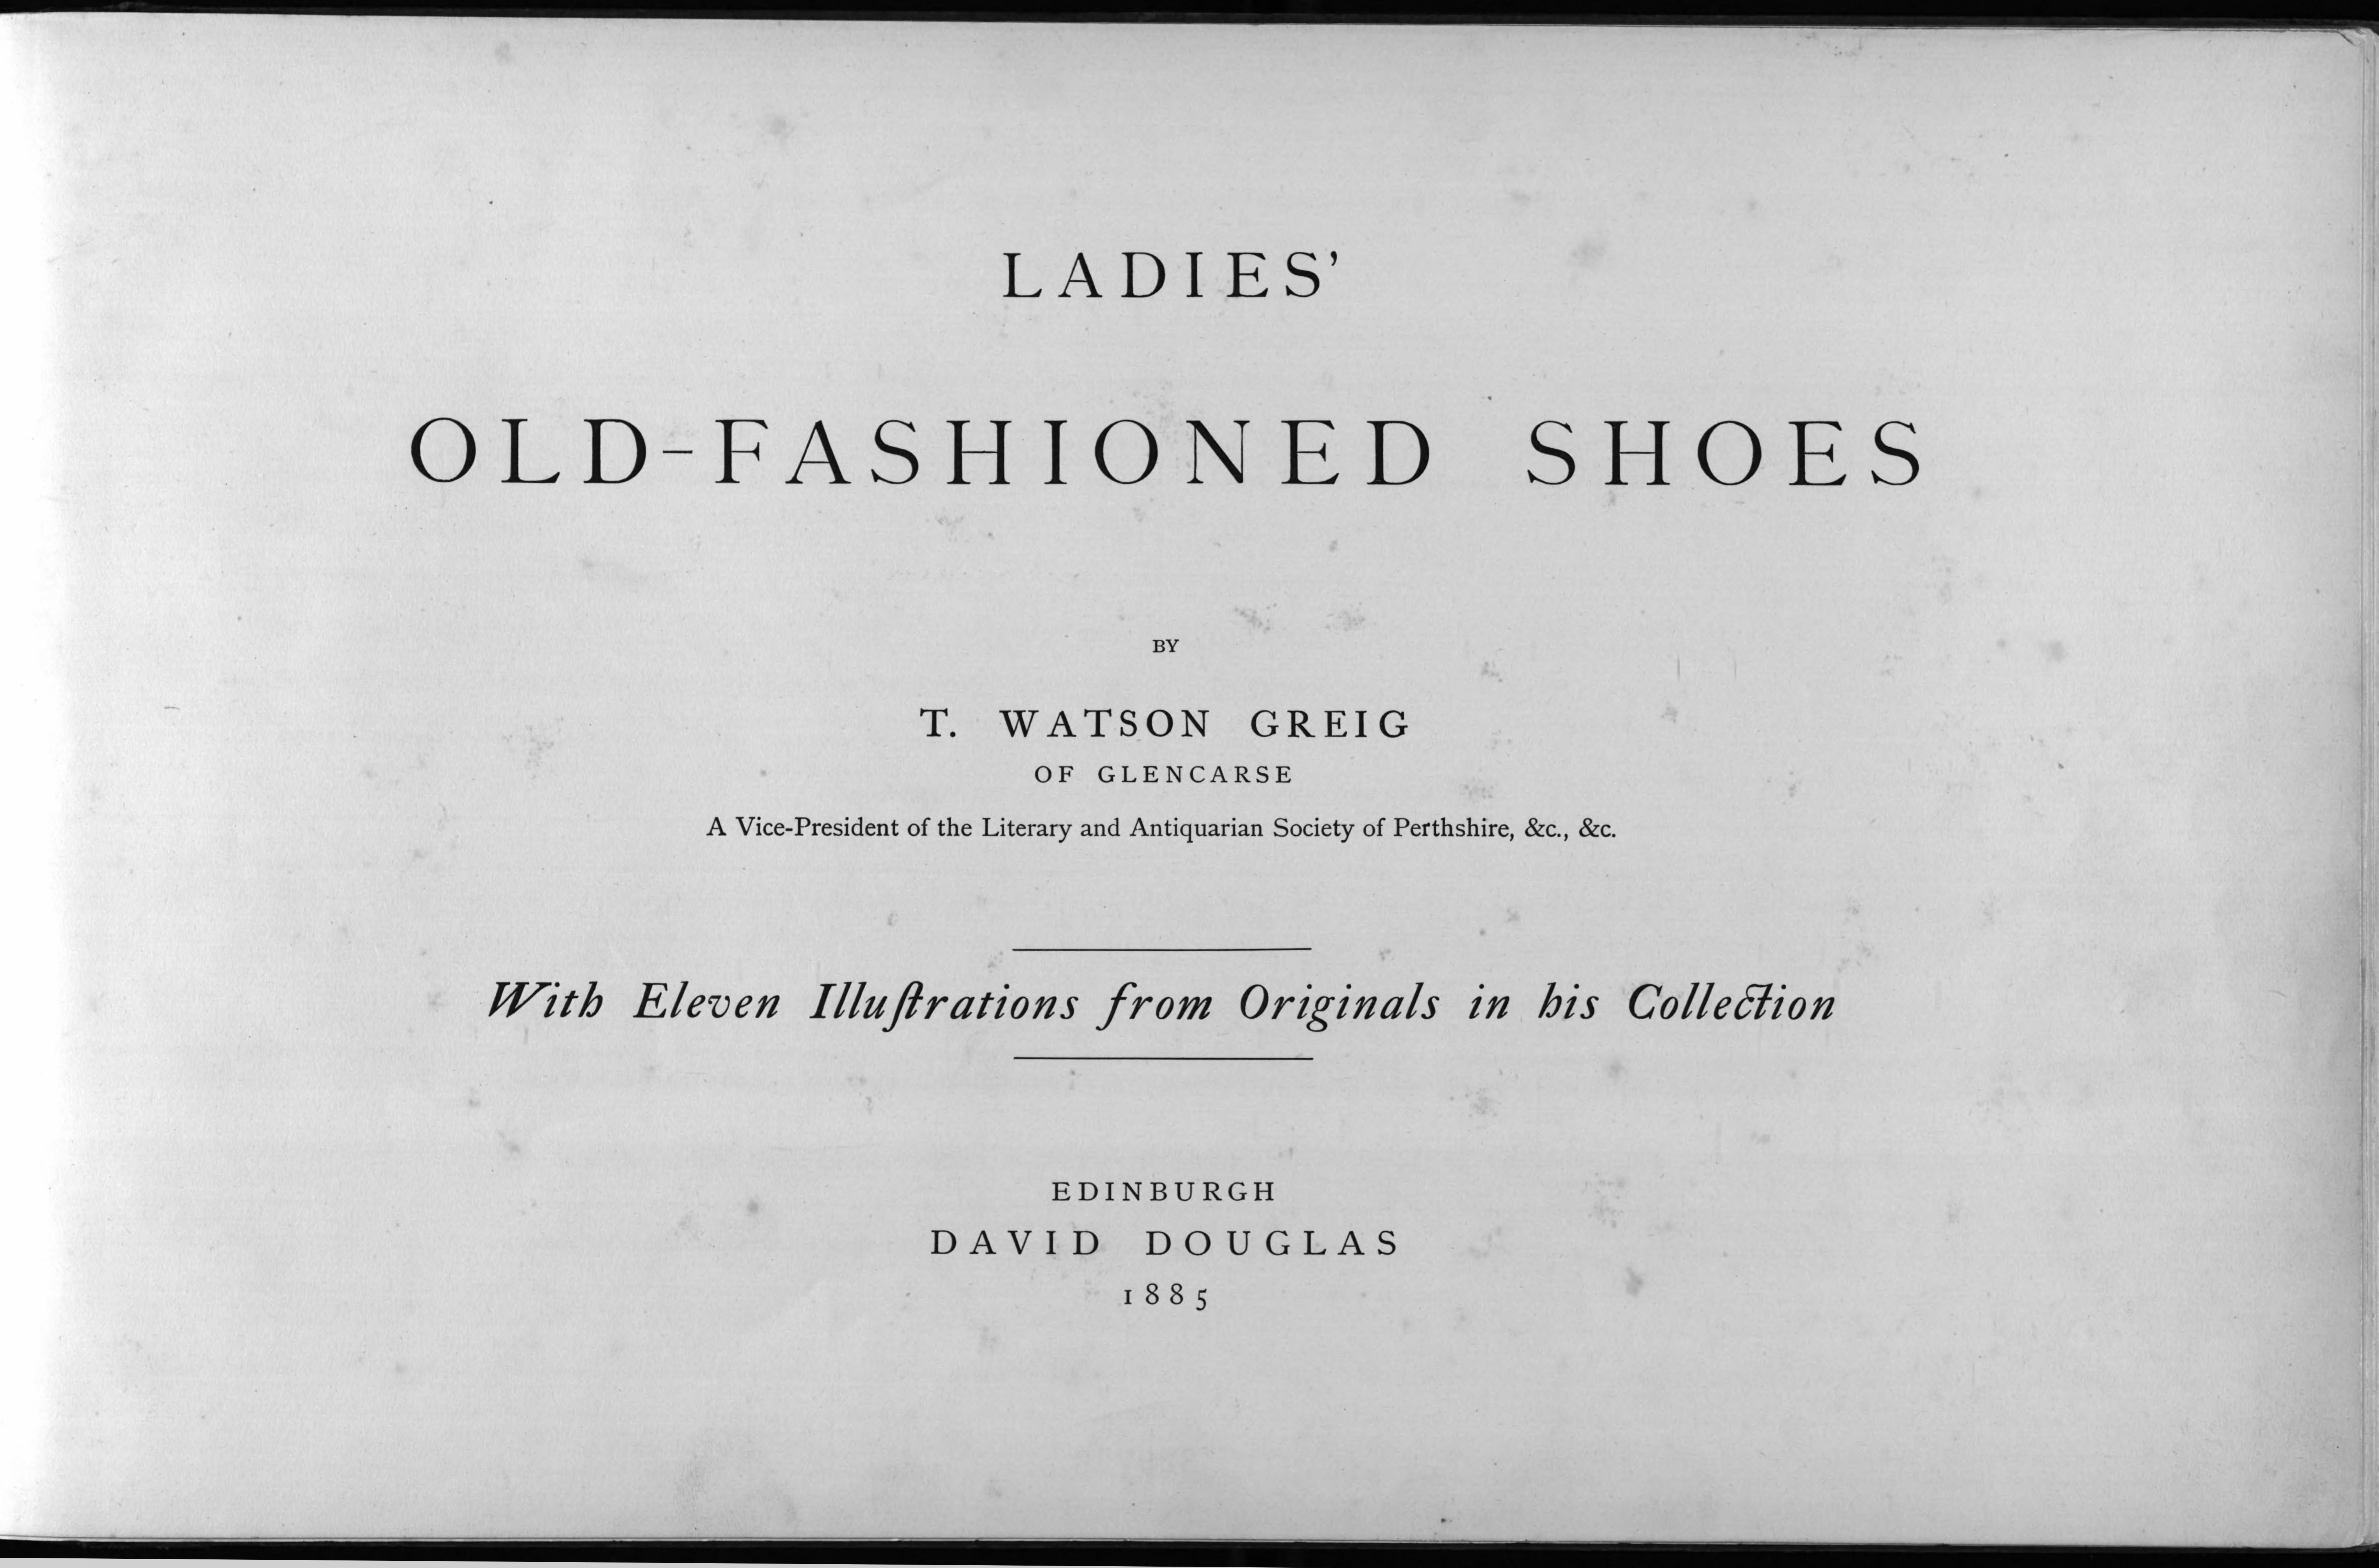 LADIES'
OLD-FASHIONED SHOES
BY
T. WATSON GREIG
OF GLENCARSE
A Vice-President of the Literary and Antiquarian Society of Perthshire, &c., &c.
With Eleven Illuſtrations from Originals in his Collection
EDINBURGH
DAVID DOUGLAS
1885